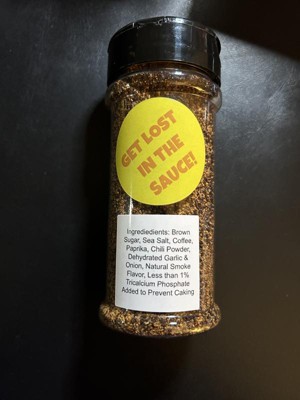 GET LOST
IN THE
SAUCE!
Ingrediedients: Brown
Sugar, Sea Salt, Coffee,
Paprika, Chili Powder,
Dehydrated Garlic &
Onion, Natural Smoke
Flavor, Less than 1%
Tricalcium Phosphate
Added to Prevent Caking